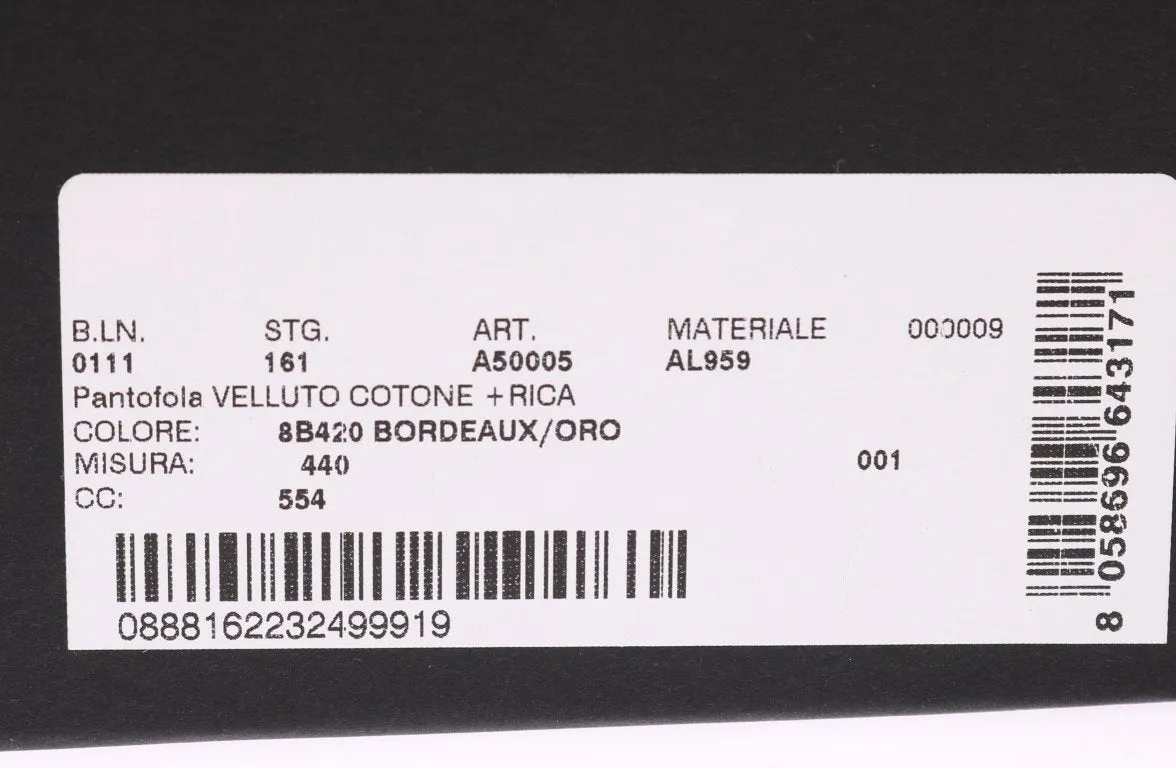 B.LN. STG. ART. MATERIALE 000009
0111 161 A50005 AL959
Pantofola VELLUTO COTONE +RICA
COLORE: 8B420 BORDEAUX/ORO
MISURA: 440 001
CC: 554
0888162232499919
8 058696 643171